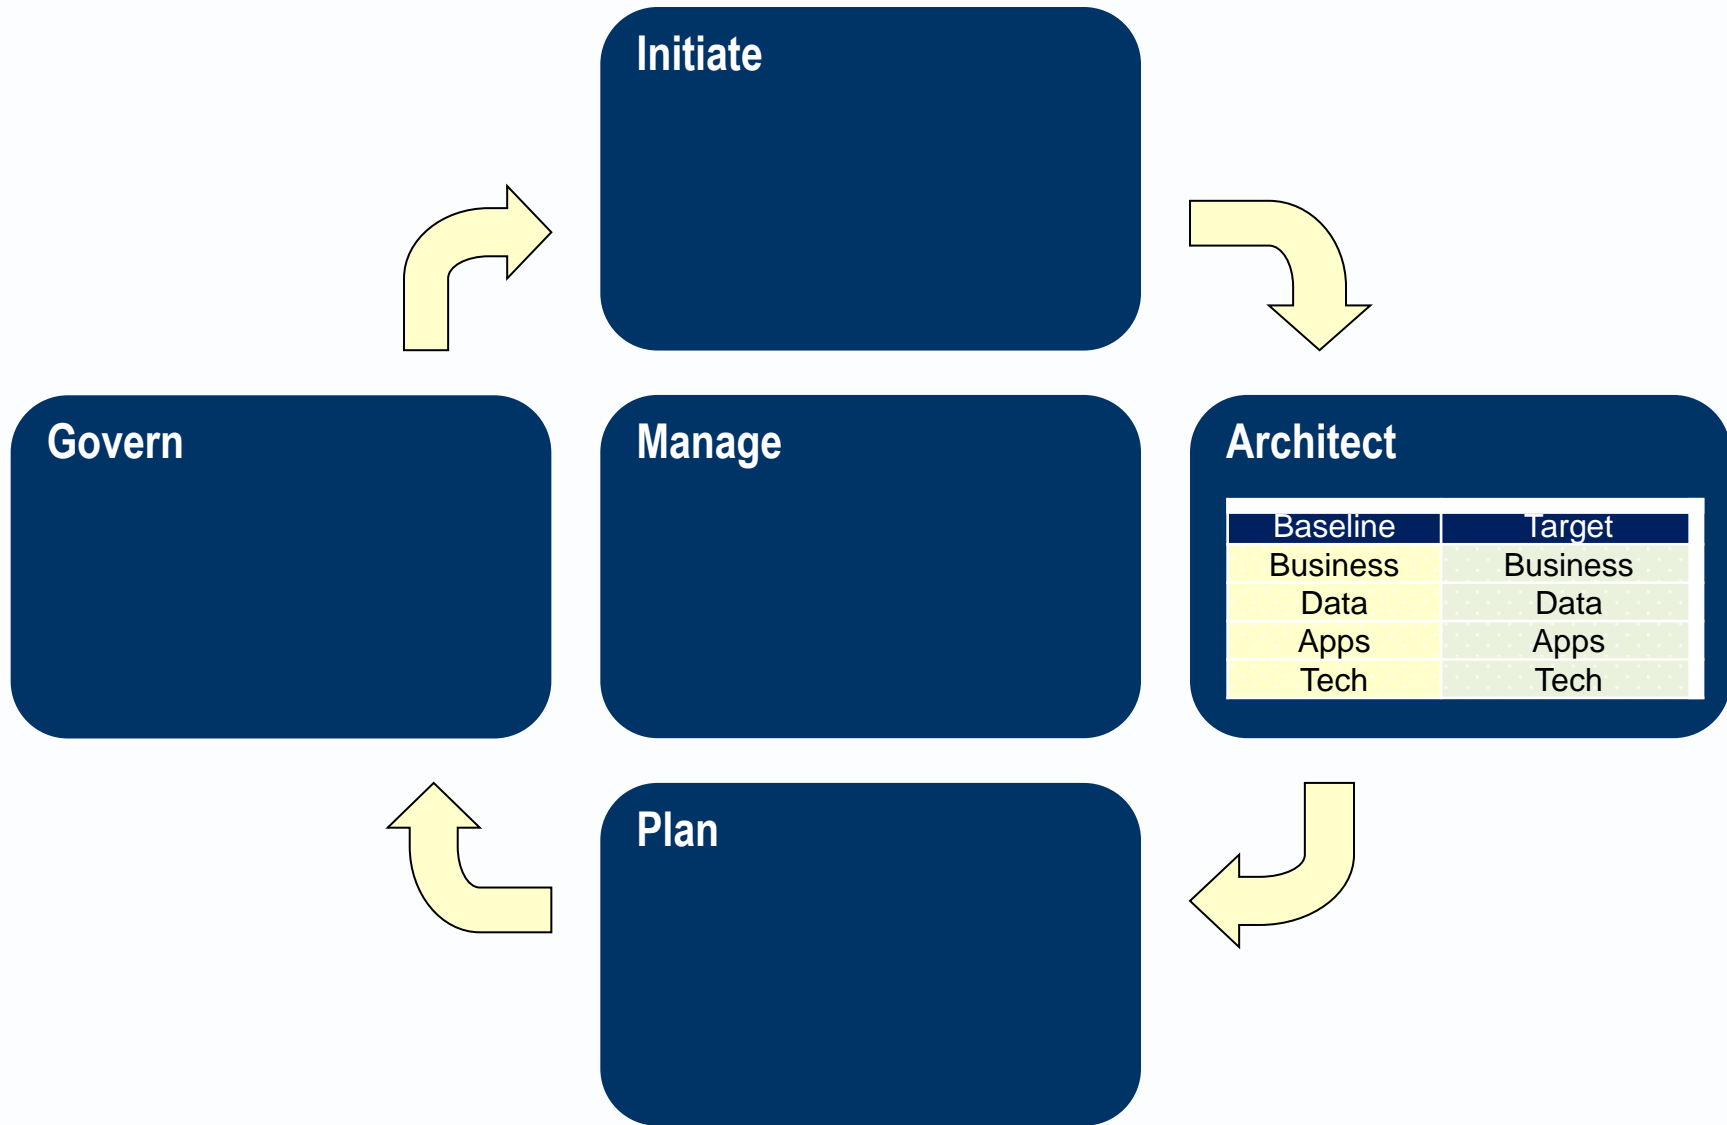 Initiate
Govern
Manage
Architect
Baseline Target
Business Business
Data Data
Apps Apps
Tech Tech
Plan